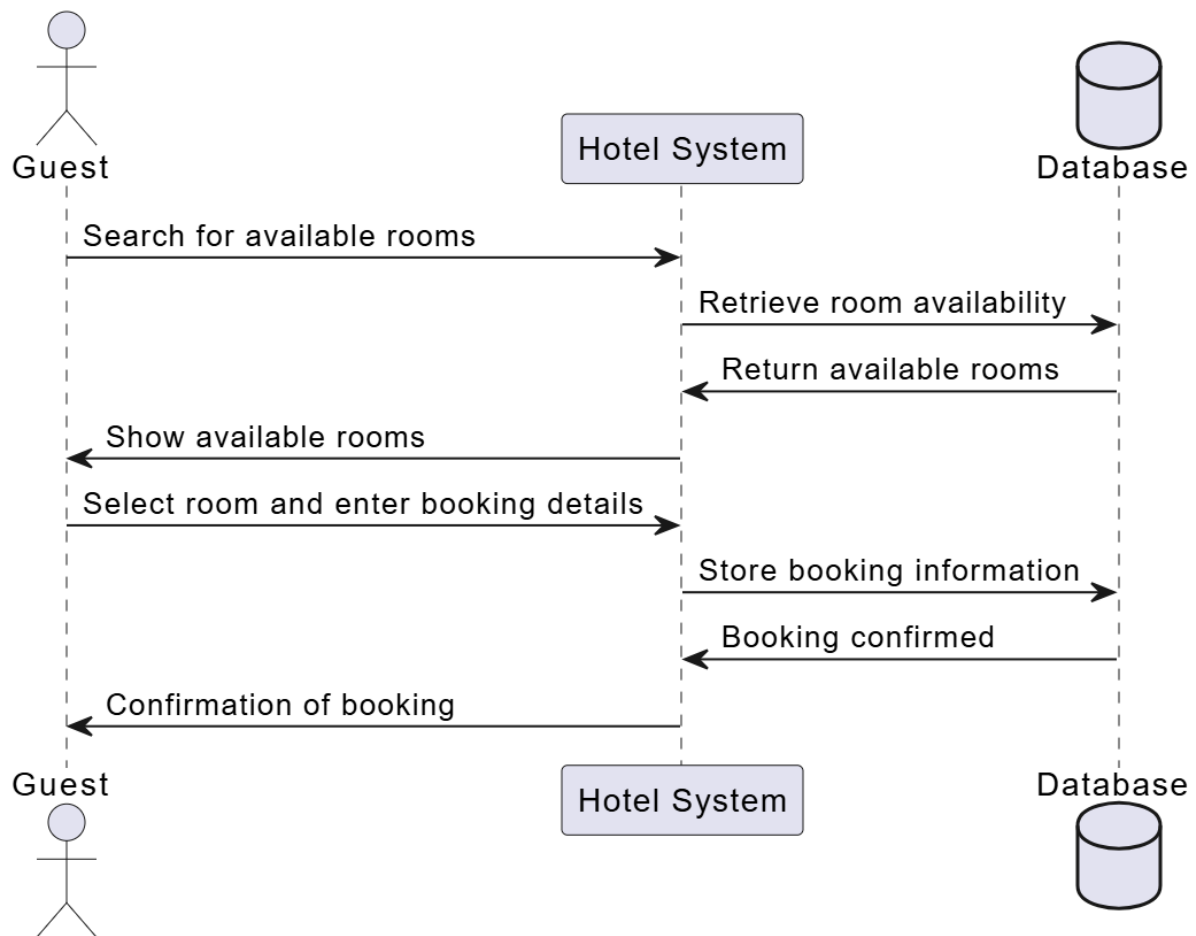 Guest
Hotel System
Database
Search for available rooms
Retrieve room availability
Return available rooms
Show available rooms
Select room and enter booking details
Store booking information
Booking confirmed
Confirmation of booking
Guest
Hotel System
Database